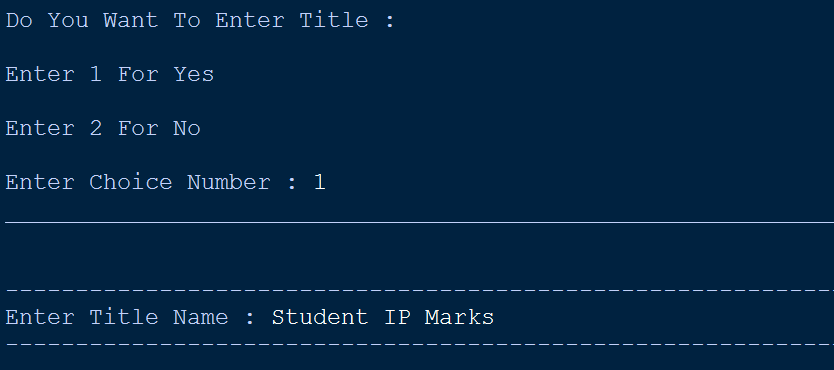 Do You Want To Enter Title :
Enter 1 For Yes
Enter 2 For No
Enter Choice Number : 1
Enter Title Name : Student IP Marks